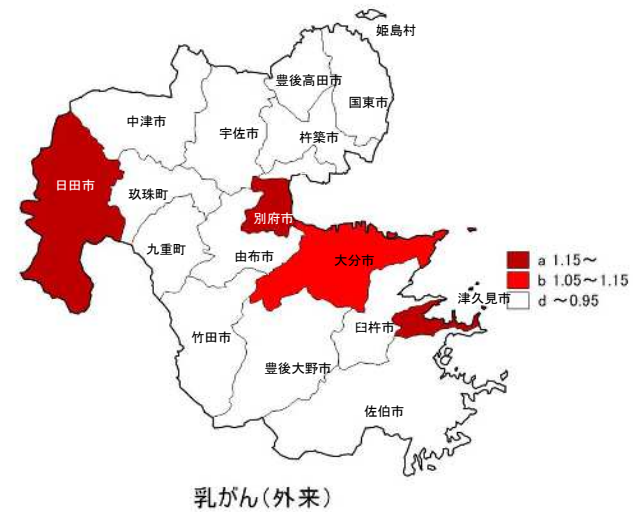 姫島村
豊後高田市
国東市
中津市
宇佐市
杵築市
日田市
玖珠町
別府市
九重町
由布市
大分市
a 1.15～
b 1.05～1.15
d ～0.95
津久見市
竹田市
臼杵市
豊後大野市
佐伯市
乳がん(外来)